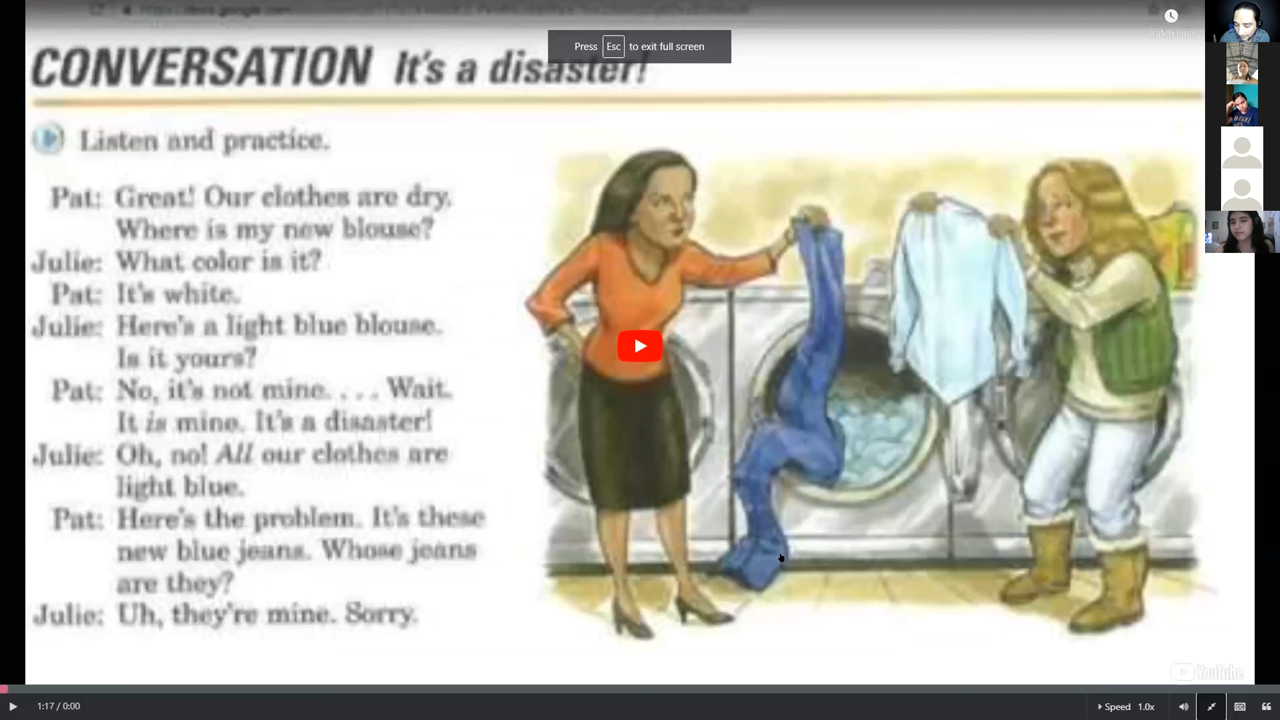 Press Esc to exit full screen
CONVERSATION It's a disaster!
Listen and practice.
Pat: Great! Our clothes are dry.
Where is my new blouse?
Julie: What color is it?
Pat: It's white.
Julie: Here's a light blue blouse.
Is it yours?
Pat: No, it's not mine. . . . Wait.
It is mine. It's a disaster!
Julie: Oh, no! All our clothes are
light blue.
Pat: Here's the problem. It's these
new blue jeans. Whose jeans
are they?
Julie: Uh, they're mine. Sorry.
YouTube
1:17 / 0:00
Speed 1.0x